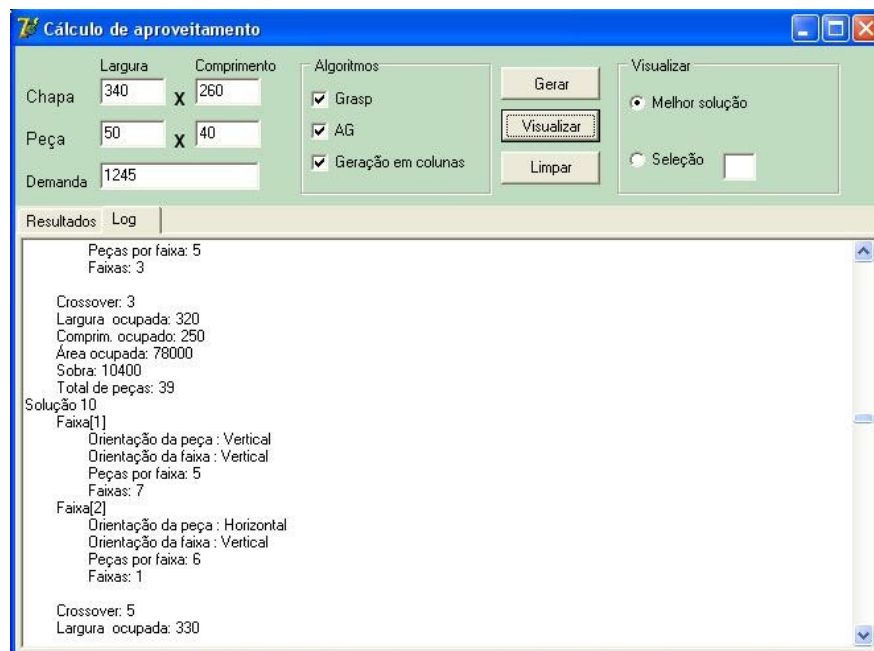 Cálculo de aproveitamento
Largura Comprimento
Chapa 340 X 260
Peça 50 X 40
Demanda 1245
Algoritmos
Grasp
AG
Geração em colunas
Gerar
Visualizar
Limpar
Visualizar
Melhor solução
Seleção
Resultados Log
Peças por faixa: 5
Faixas: 3
Crossover: 3
Largura ocupada: 320
Comprim. ocupado: 250
Área ocupada: 78000
Sobra: 10400
Total de peças: 39
Solução 10
Faixa[1]
Orientação da peça : Vertical
Orientação da faixa : Vertical
Peças por faixa: 5
Faixas: 7
Faixa[2]
Orientação da peça : Horizontal
Orientação da faixa : Vertical
Peças por faixa: 6
Faixas: 1
Crossover: 5
Largura ocupada: 330